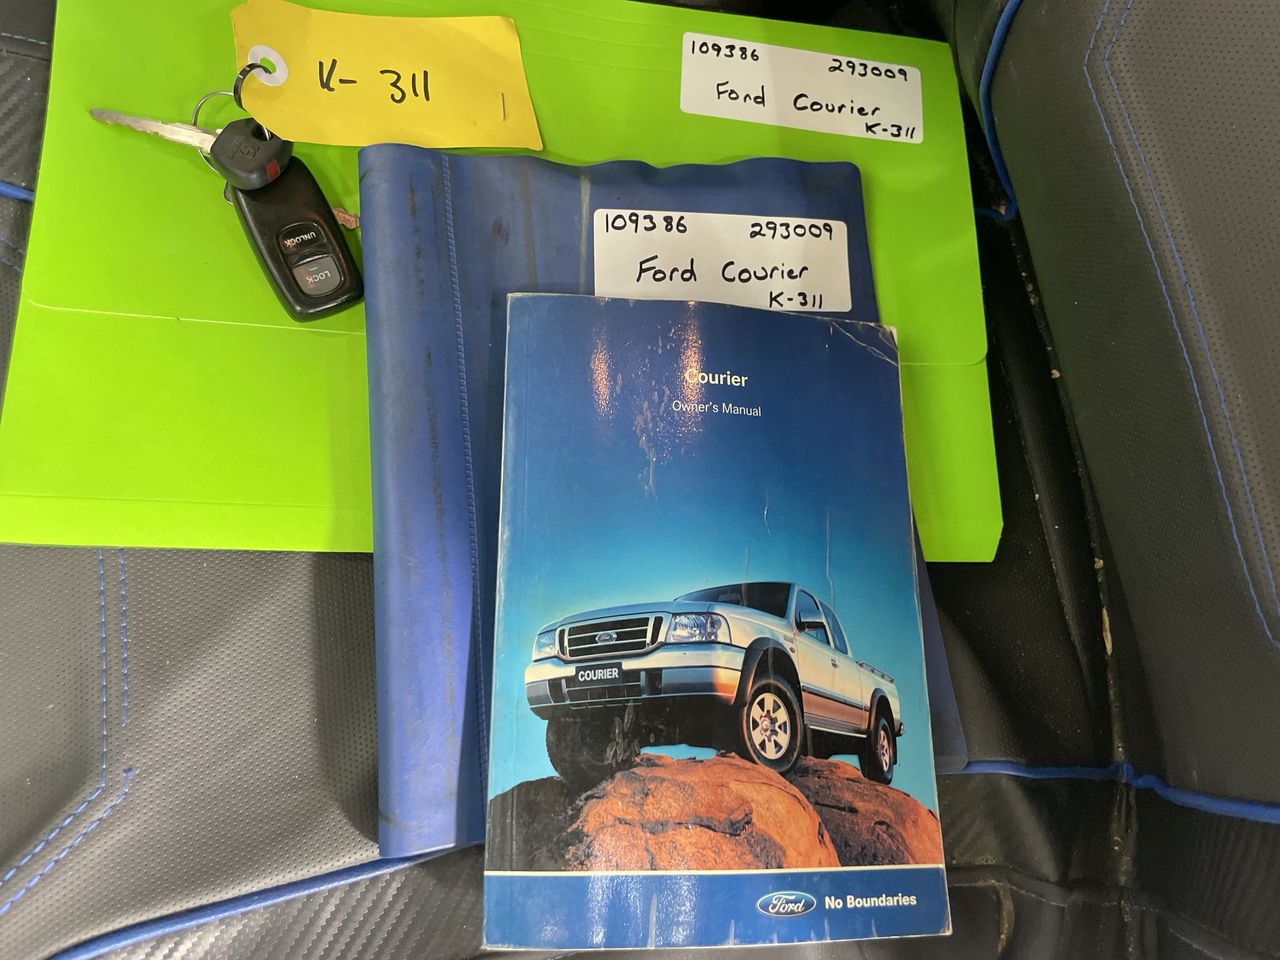 K- 311
109386 293009
Ford Courier
K-311
UNLOCK
LOCK
109386 293009
Ford Courier
K-311
Courier
Owner's Manual
Ford
COURIER
Ford No Boundaries